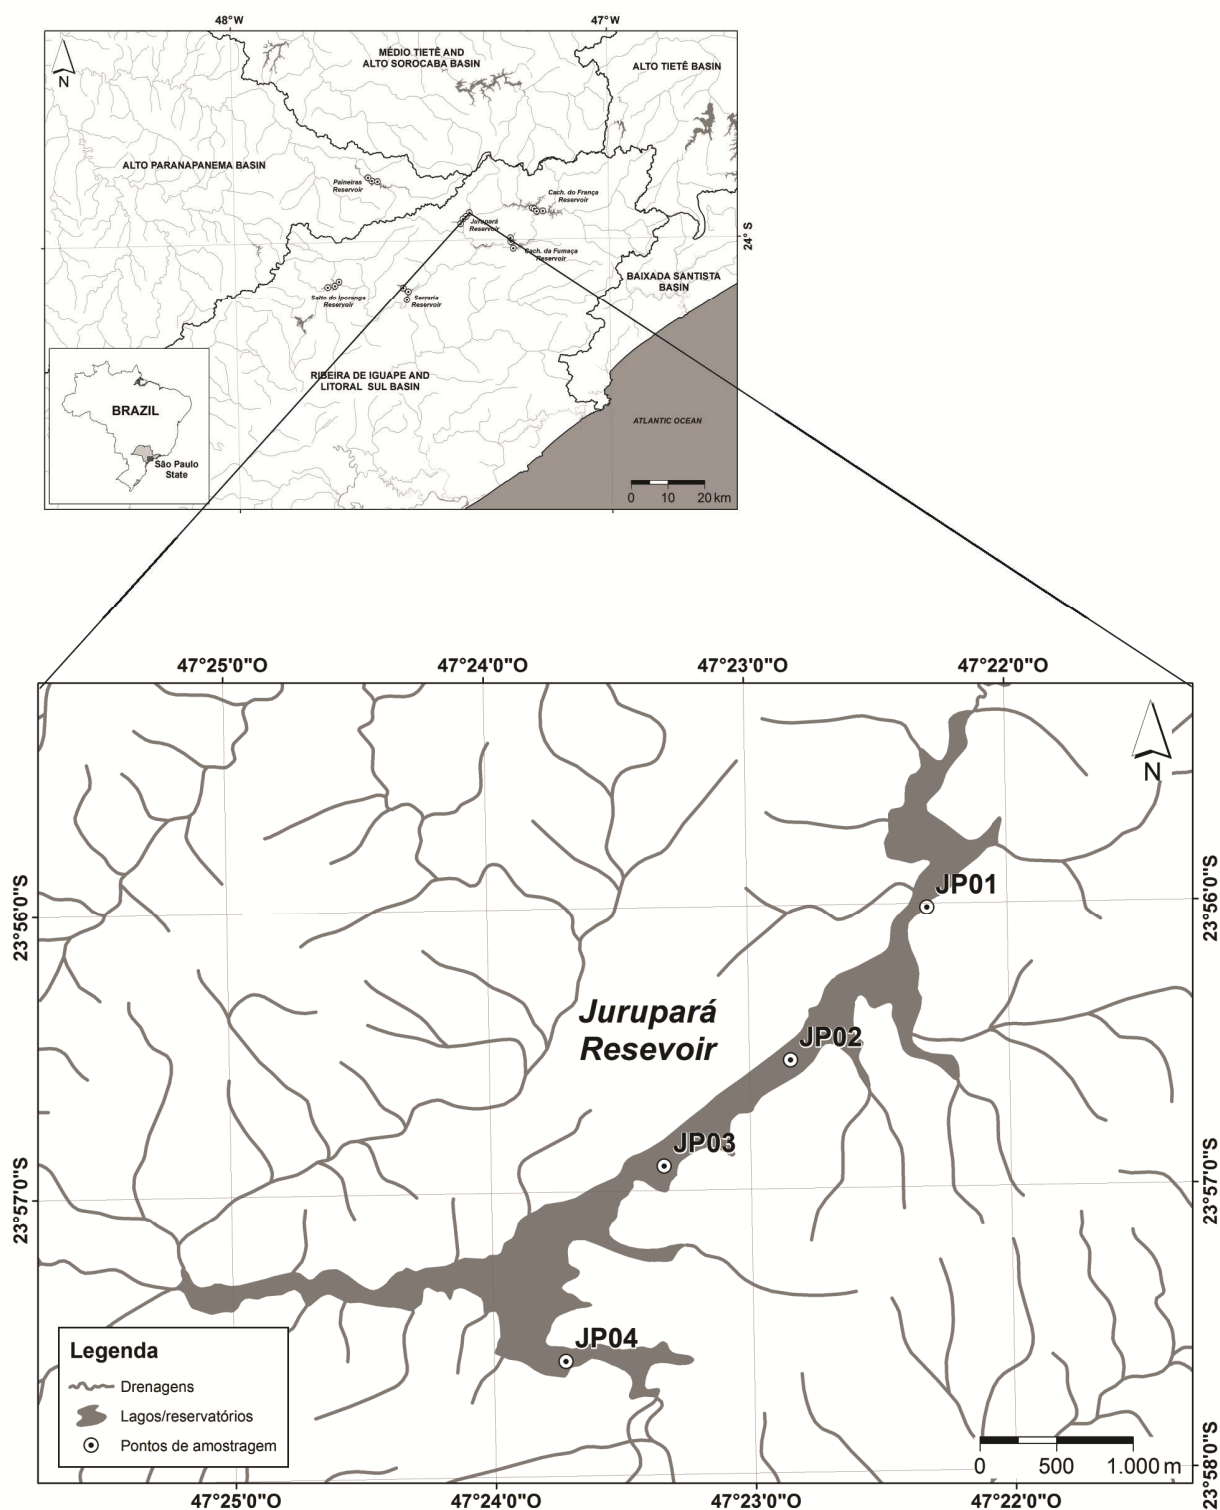 48°W
47°W
N
MÉDIO TIETÊ AND
ALTO SOROCABA BASIN
ALTO TIETÊ BASIN
ALTO PARANAPANEMA BASIN
Paineiras
Reservoir
Cach. do França
Reservoir
Jurupará
Reservoir
24° S
Cach. da Fumaça
Reservoir
BAIXADA SANTISTA
BASIN
Salto do Iporanga
Reservoir
Serraria
Reservoir
RIBEIRA DE IGUAPE AND
LITORAL SUL BASIN
BRAZIL
São Paulo
State
ATLANTIC OCEAN
0 10 20 km
47°25'0"O
47°24'0"O
47°23'0"O
47°22'0"O
N
JP01
23°56'0"S
23°56'0"S
Jurupará
Resevoir
JP02
JP03
23°57'0"S
23°57'0"S
JP04
Legenda
Drenagens
Lagos/reservatórios
Pontos de amostragem
0 500 1.000 m
23°58'0"S
47°25'0"O
47°24'0"O
47°23'0"O
47°22'0"O